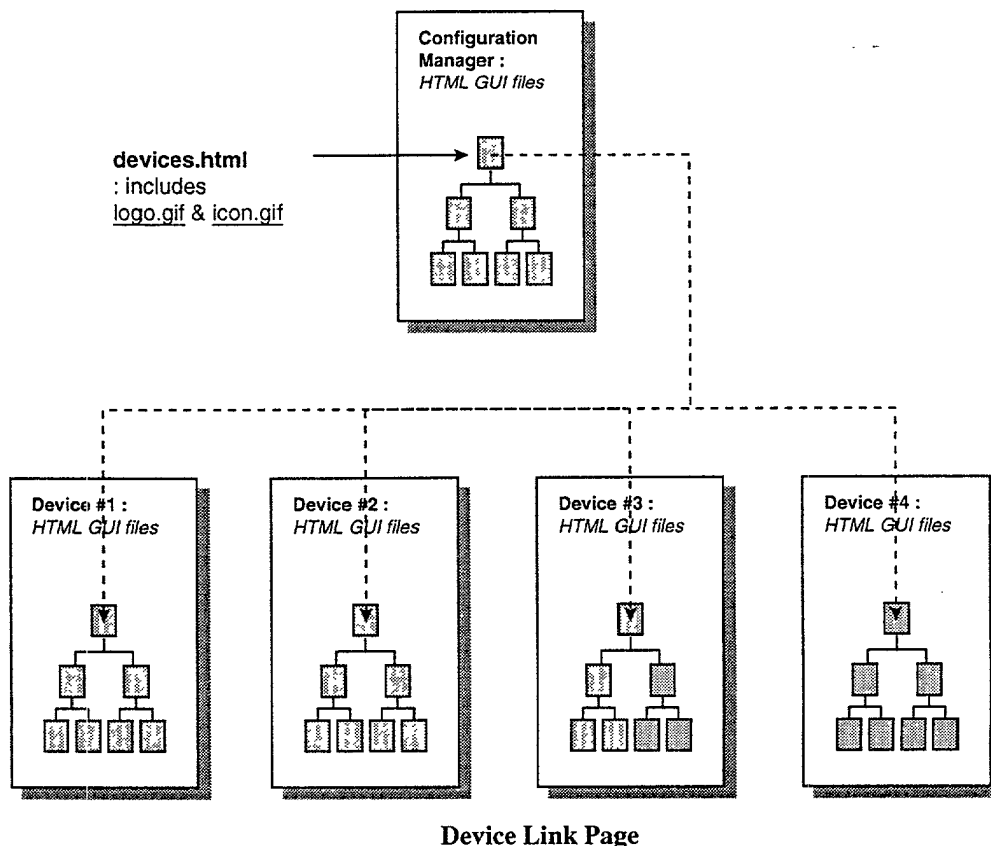 Configuration
Manager :
HTML GUI files
devices.html
: includes
logo.gif & icon.gif
Device #1 :
HTML GUI files
Device #2 :
HTML GUI files
Device #3 :
HTML GUI files
Device #4 :
HTML GUI files
Device Link Page